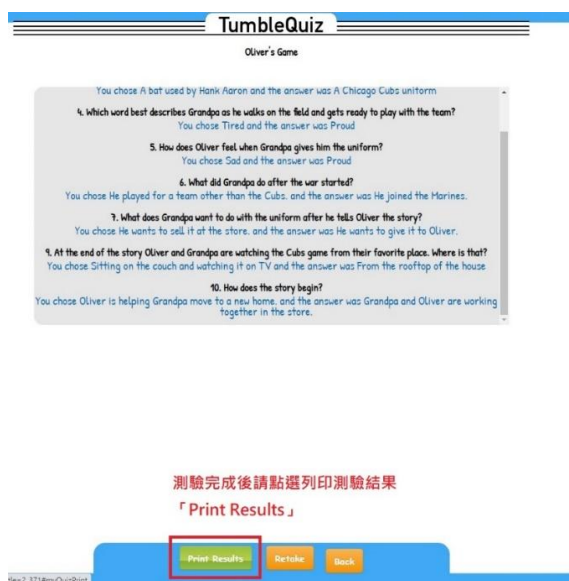 TumbleQuiz
Oliver's Game
You chose A bat used by Hank Aaron and the answer was A Chicago Cubs uniform
4. Which word best describes Grandpa as he walks on the field and gets ready to play with the team?
You chose Tired and the answer was Proud
5. How does Oliver feel when Grandpa gives him the uniform?
You chose Sad and the answer was Proud
6. What did Grandpa do after the war started?
You chose He played for a team other than the Cubs. and the answer was He joined the Marines.
7. What does Grandpa want to do with the uniform after he tells Oliver the story?
You chose He wants to sell it at the store. and the answer was He wants to give it to Oliver.
9. At the end of the story Oliver and Grandpa are watching the Cubs game from their favorite place. Where is that?
You chose Sitting on the couch and watching it on TV and the answer was From the rooftop of the house
10. How does the story begin?
You chose Oliver is helping Grandpa move to a new home. and the answer was Grandpa and Oliver are working
together in the store.
測驗完成後請點選列印測驗結果
「Print Results」
Print Results Retake Back